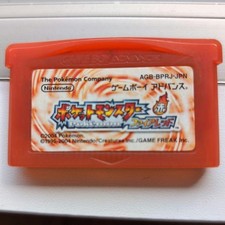 The Pokémon Company
AGB-BPRJ-JPN
Nintendo
ゲームボーイ アドバンス
ポケットモンスター
赤
ファイアレッド
©2004 Pokémon
©1995-2004 Nintendo/Creatures inc./GAME FREAK inc.